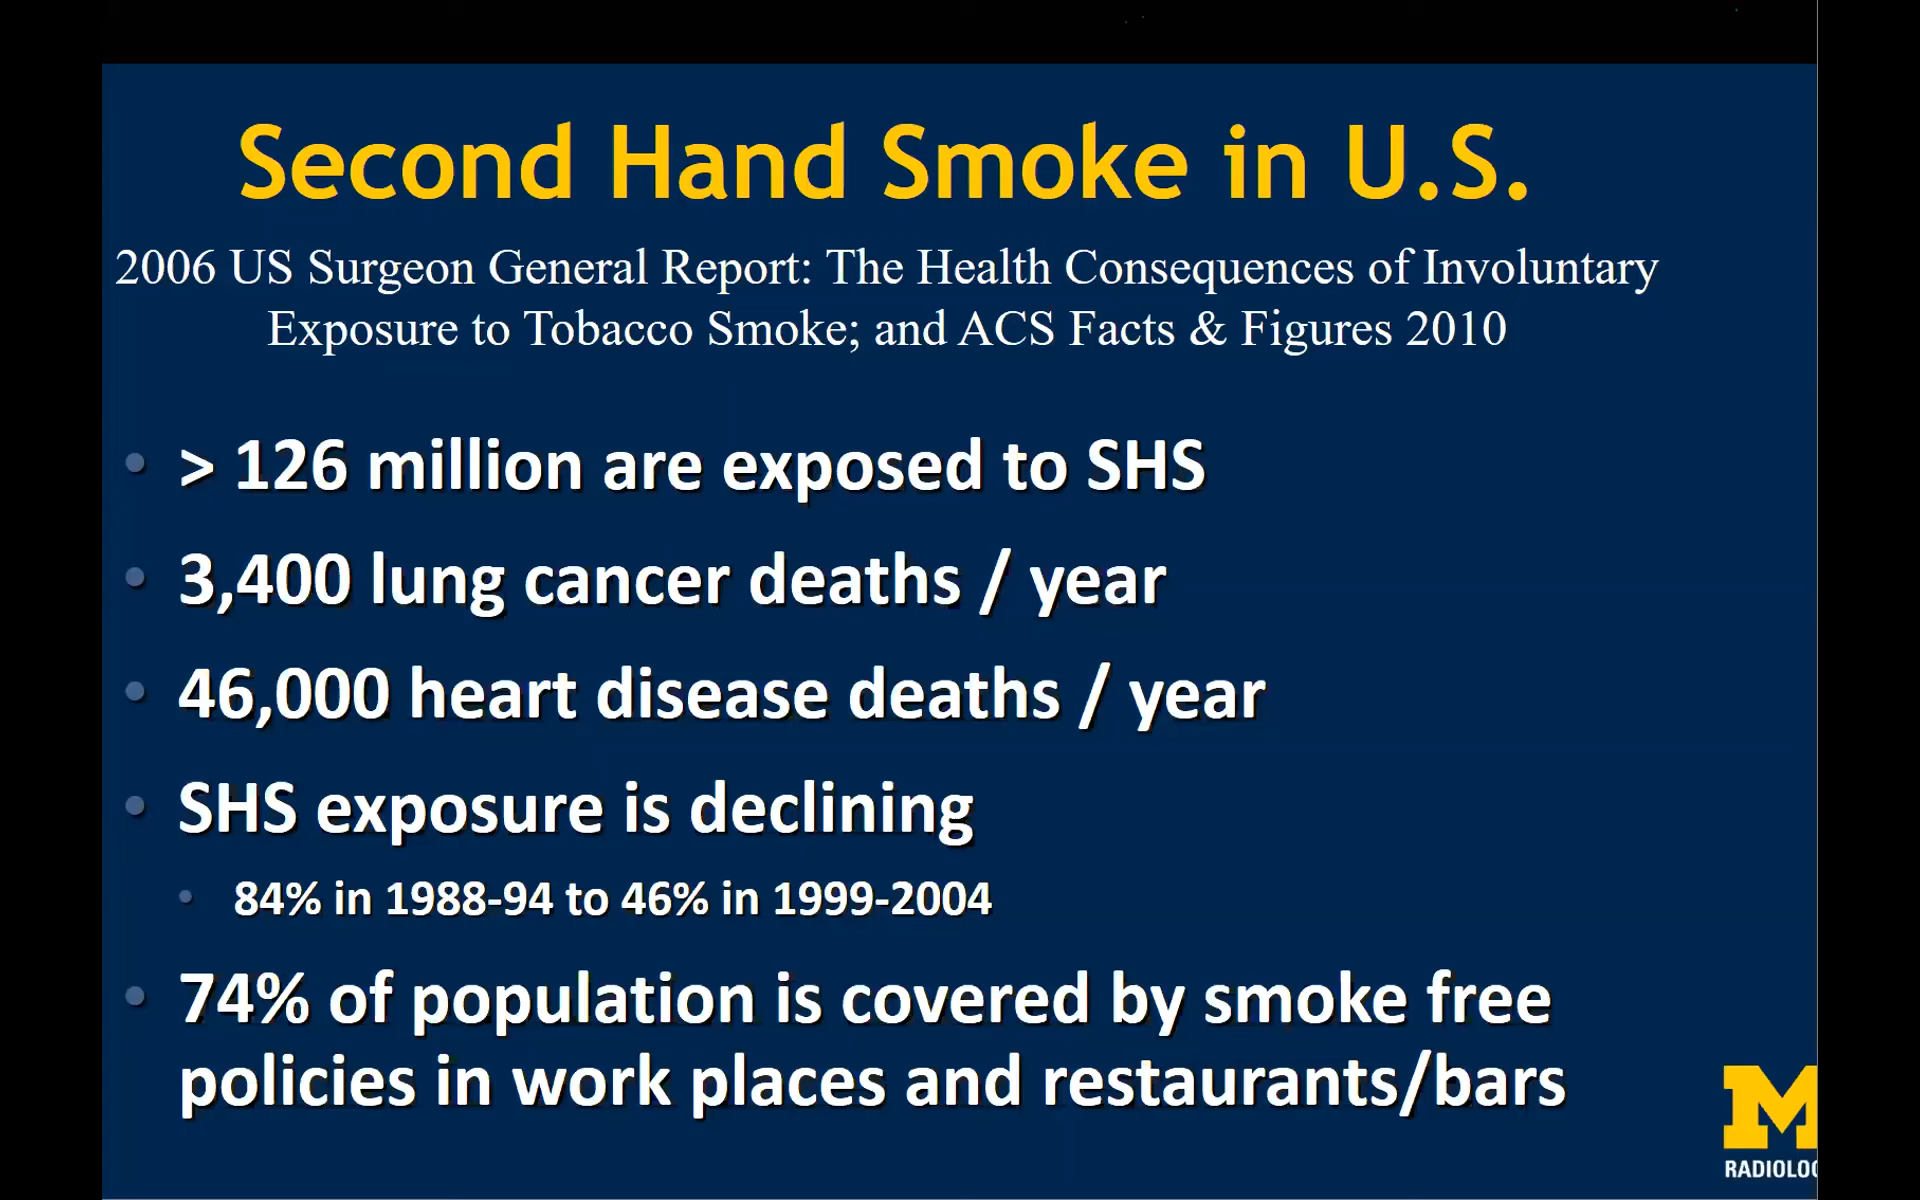 Second Hand Smoke in U.S.
2006 US Surgeon General Report: The Health Consequences of Involuntary
Exposure to Tobacco Smoke; and ACS Facts & Figures 2010
• > 126 million are exposed to SHS
• 3,400 lung cancer deaths / year
• 46,000 heart disease deaths / year
• SHS exposure is declining
• 84% in 1988-94 to 46% in 1999-2004
• 74% of population is covered by smoke free
policies in work places and restaurants/bars
M